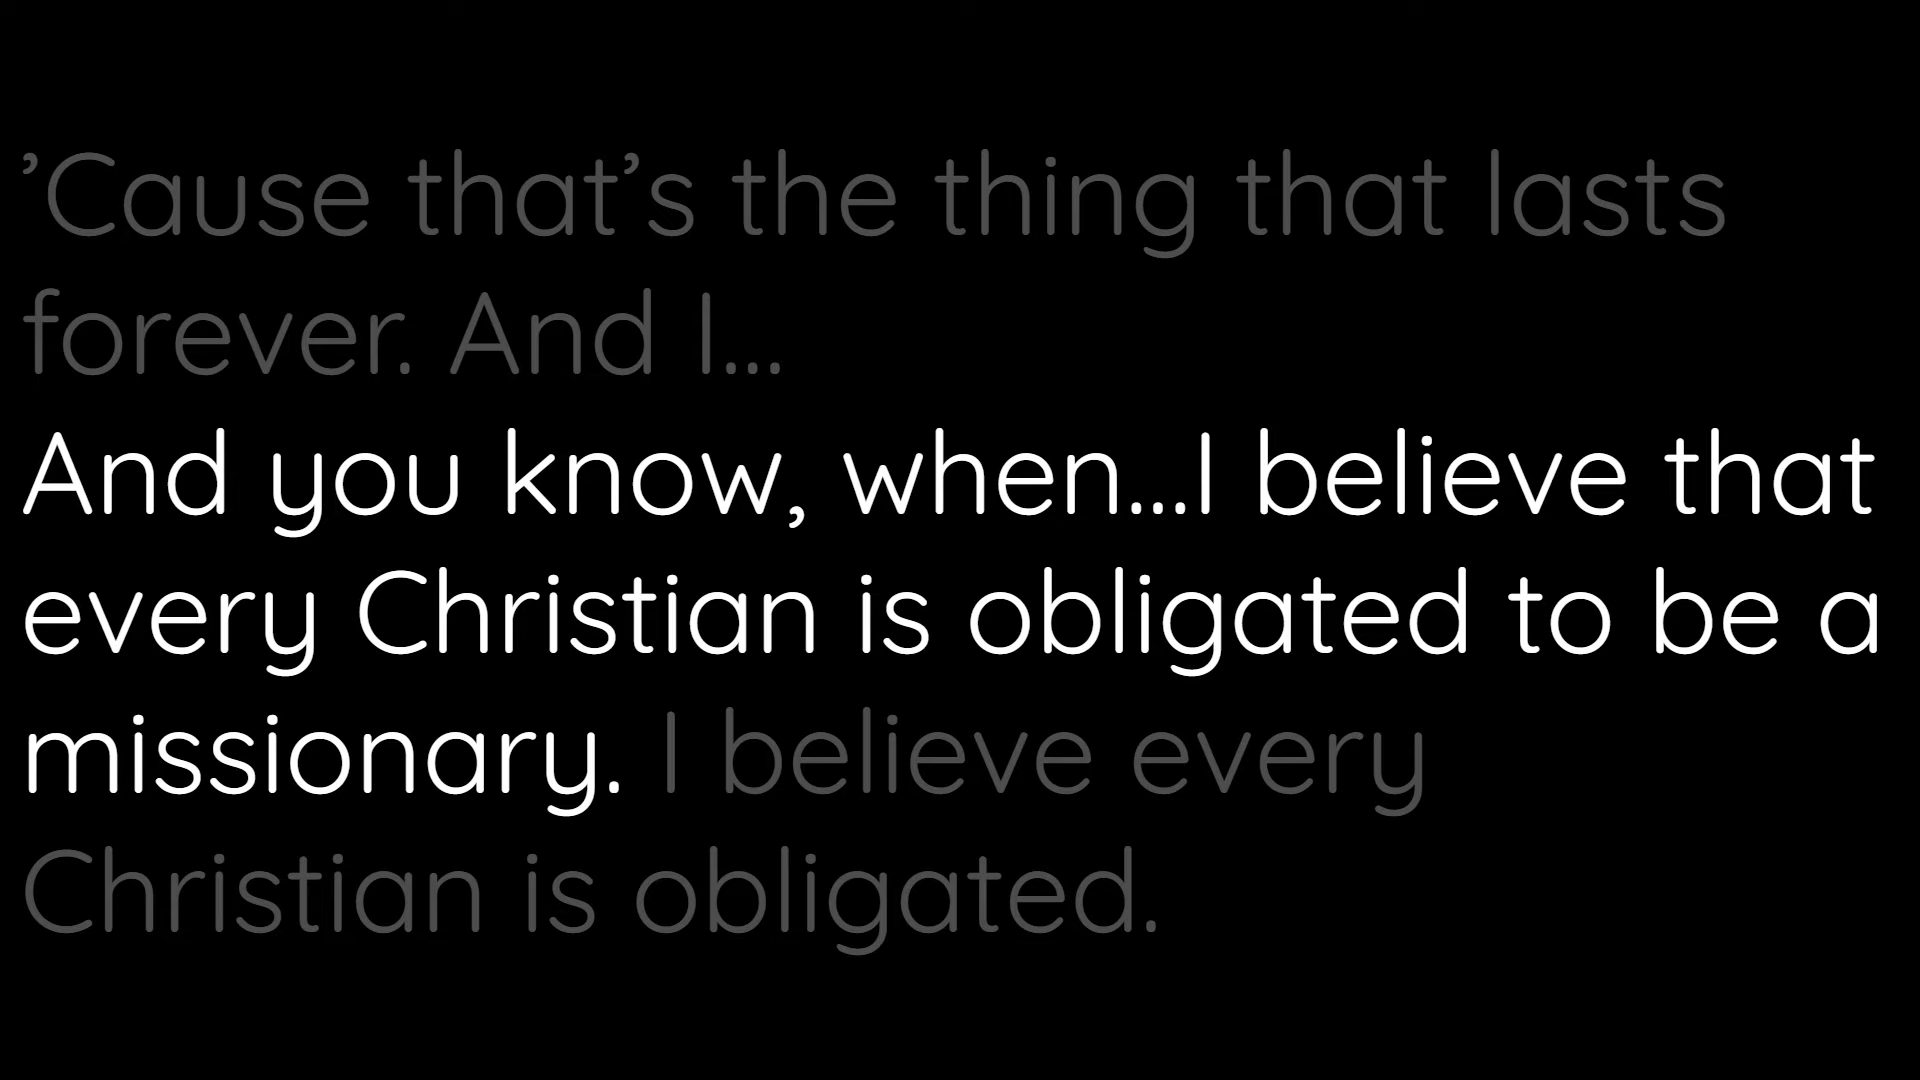 ’Cause that’s the thing that lasts
forever. And I...
And you know, when...I believe that
every Christian is obligated to be a
missionary. I believe every
Christian is obligated.